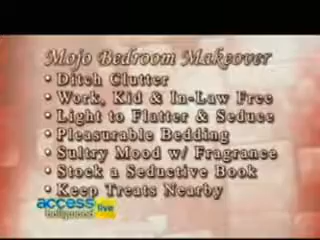 Mojo Bedroom Makeover
• Ditch Clutter
• Work, Kid & In-Law Free
• Light to Flatter & Seduce
• Pleasurable Bedding
• Sultry Mood w/ Fragrance
• Stock a Seductive Book
• Keep Treats Nearby
access
hollywood live